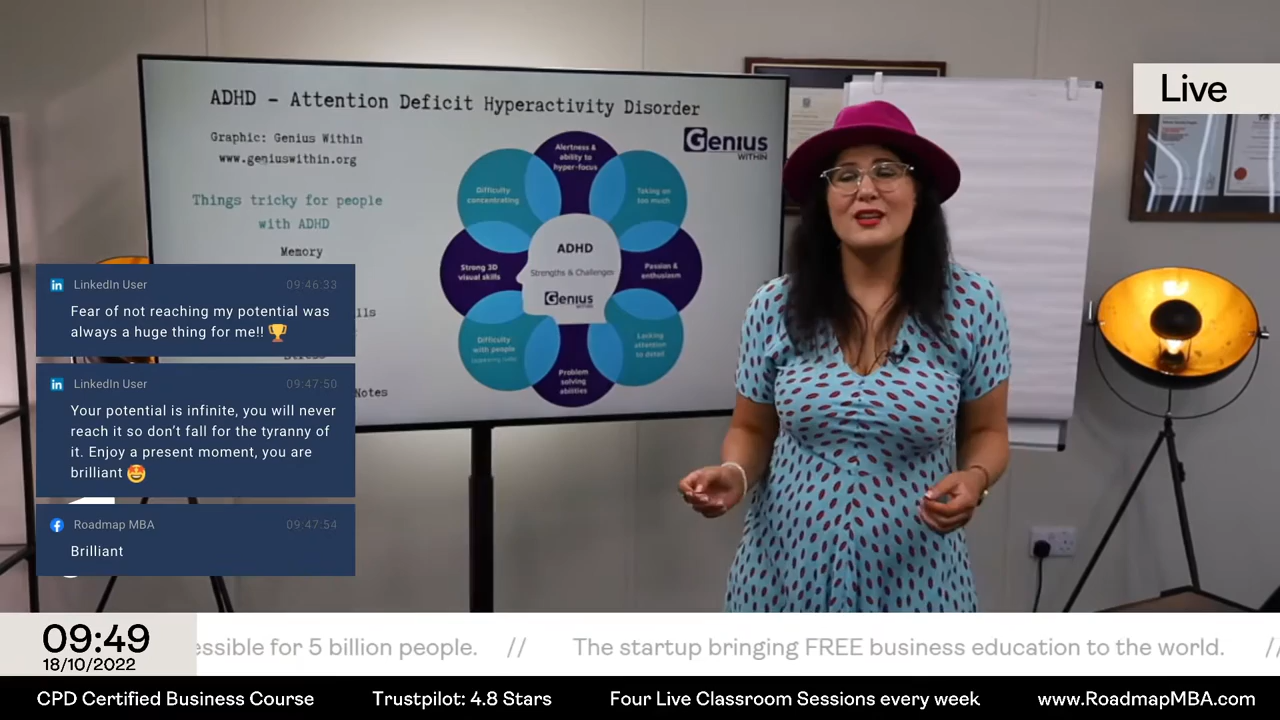 Live
ADHD - Attention Deficit Hyperactivity Disorder
Graphic: Genius Within
www.geniuswithin.org
Things tricky for people
with ADHD
Memory
ills
Stress
Notes
Genius
WITHIN
Alertness &
ability to
hyper-focus
Difficulty
concentrating
Taking on
too much
ADHD
Strengths & Challenges
Genius
WITHIN
Strong 3D
visual skills
Passion &
enthusiasm
Difficulty
with people
Lacking
attention
to detail
Problem
solving
abilities
LinkedIn User 09:46:33
Fear of not reaching my potential was
always a huge thing for me!! 🏆
LinkedIn User 09:47:50
Your potential is infinite, you will never
reach it so don’t fall for the tyranny of
it. Enjoy a present moment, you are
brilliant 🤩
Roadmap MBA 09:47:54
Brilliant
09:49
18/10/2022
essible for 5 billion people. // The startup bringing FREE business education to the world. //
CPD Certified Business Course Trustpilot: 4.8 Stars Four Live Classroom Sessions every week www.RoadmapMBA.com